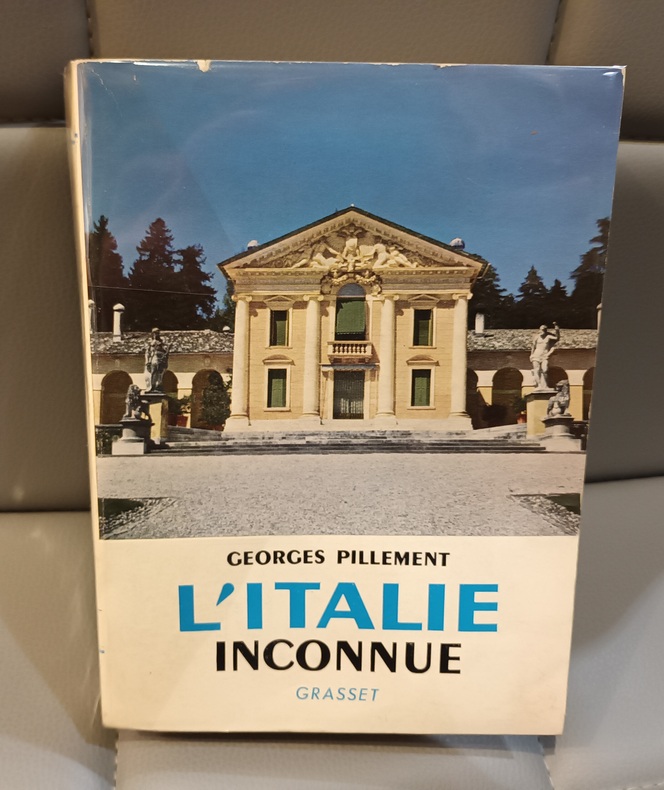 GEORGES PILLEMENT
L'ITALIE
INCONNUE
GRASSET